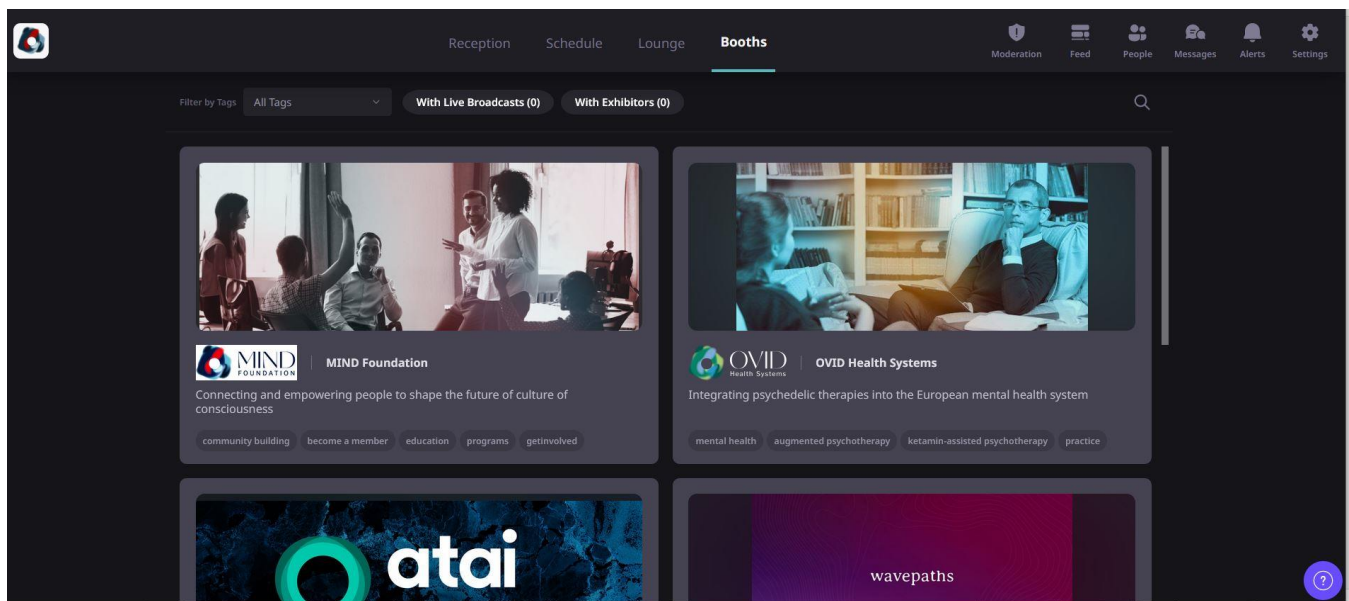 Reception Schedule Lounge Booths
Moderation Feed People Messages Alerts Settings
Filter by Tags All Tags With Live Broadcasts (0) With Exhibitors (0)
MIND
FOUNDATION
MIND Foundation
Connecting and empowering people to shape the future of culture of
consciousness
community building become a member education programs getinvolved
OVID
Health Systems
OVID Health Systems
Integrating psychedelic therapies into the European mental health system
mental health augmented psychotherapy ketamin-assisted psychotherapy practice
atai
wavepaths
?